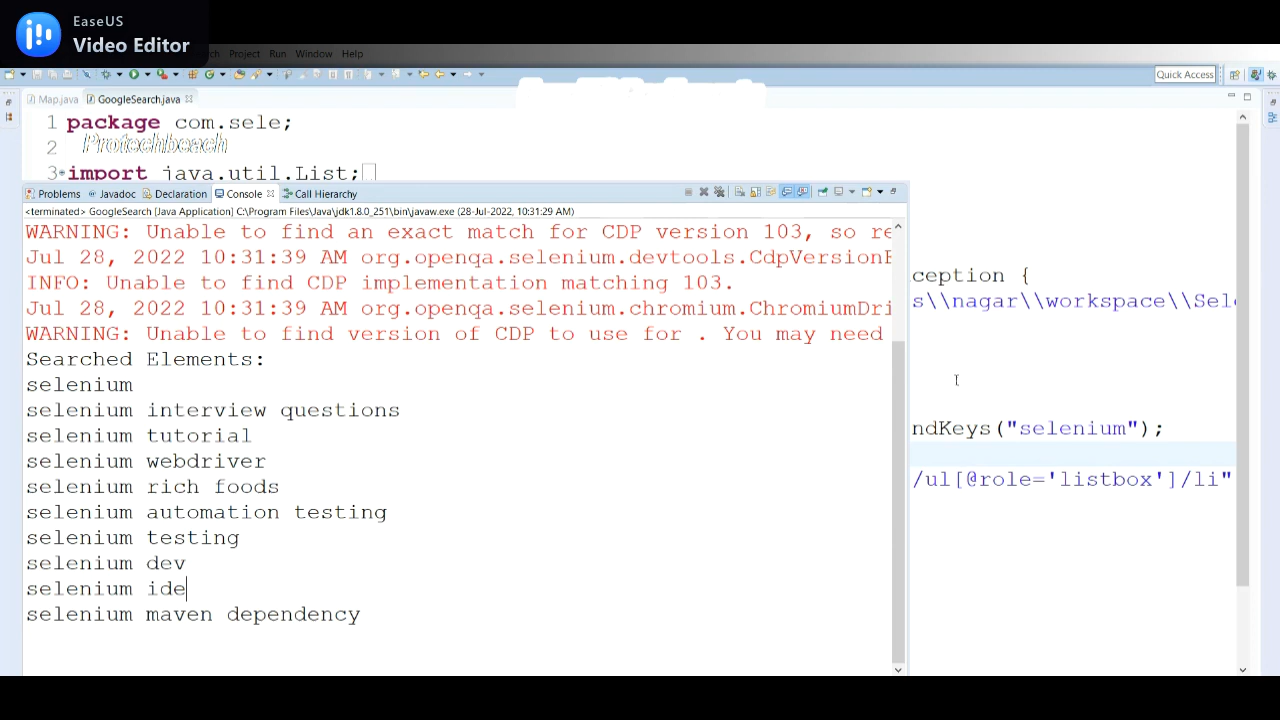 EaseUS
Video Editor
Project Run Window Help
Quick Access
Map.java GoogleSearch.java
1 package com.sele;
2
Protechbeach
3 import java.util.List;
Problems Javadoc Declaration Console Call Hierarchy
<terminated> GoogleSearch [Java Application] C:\Program Files\Java\jdk1.8.0_251\bin\javaw.exe (28-Jul-2022, 10:31:29 AM)
WARNING: Unable to find an exact match for CDP version 103, so re
Jul 28, 2022 10:31:39 AM org.openqa.selenium.devtools.CdpVersionF
ception {
INFO: Unable to find CDP implementation matching 103.
s\\nagar\\workspace\\Sele
Jul 28, 2022 10:31:39 AM org.openqa.selenium.chromium.ChromiumDri
WARNING: Unable to find version of CDP to use for . You may need
Searched Elements:
selenium
selenium interview questions
ndKeys("selenium");
selenium tutorial
selenium webdriver
/ul[@role='listbox']/li"
selenium rich foods
selenium automation testing
selenium testing
selenium dev
selenium ide
selenium maven dependency